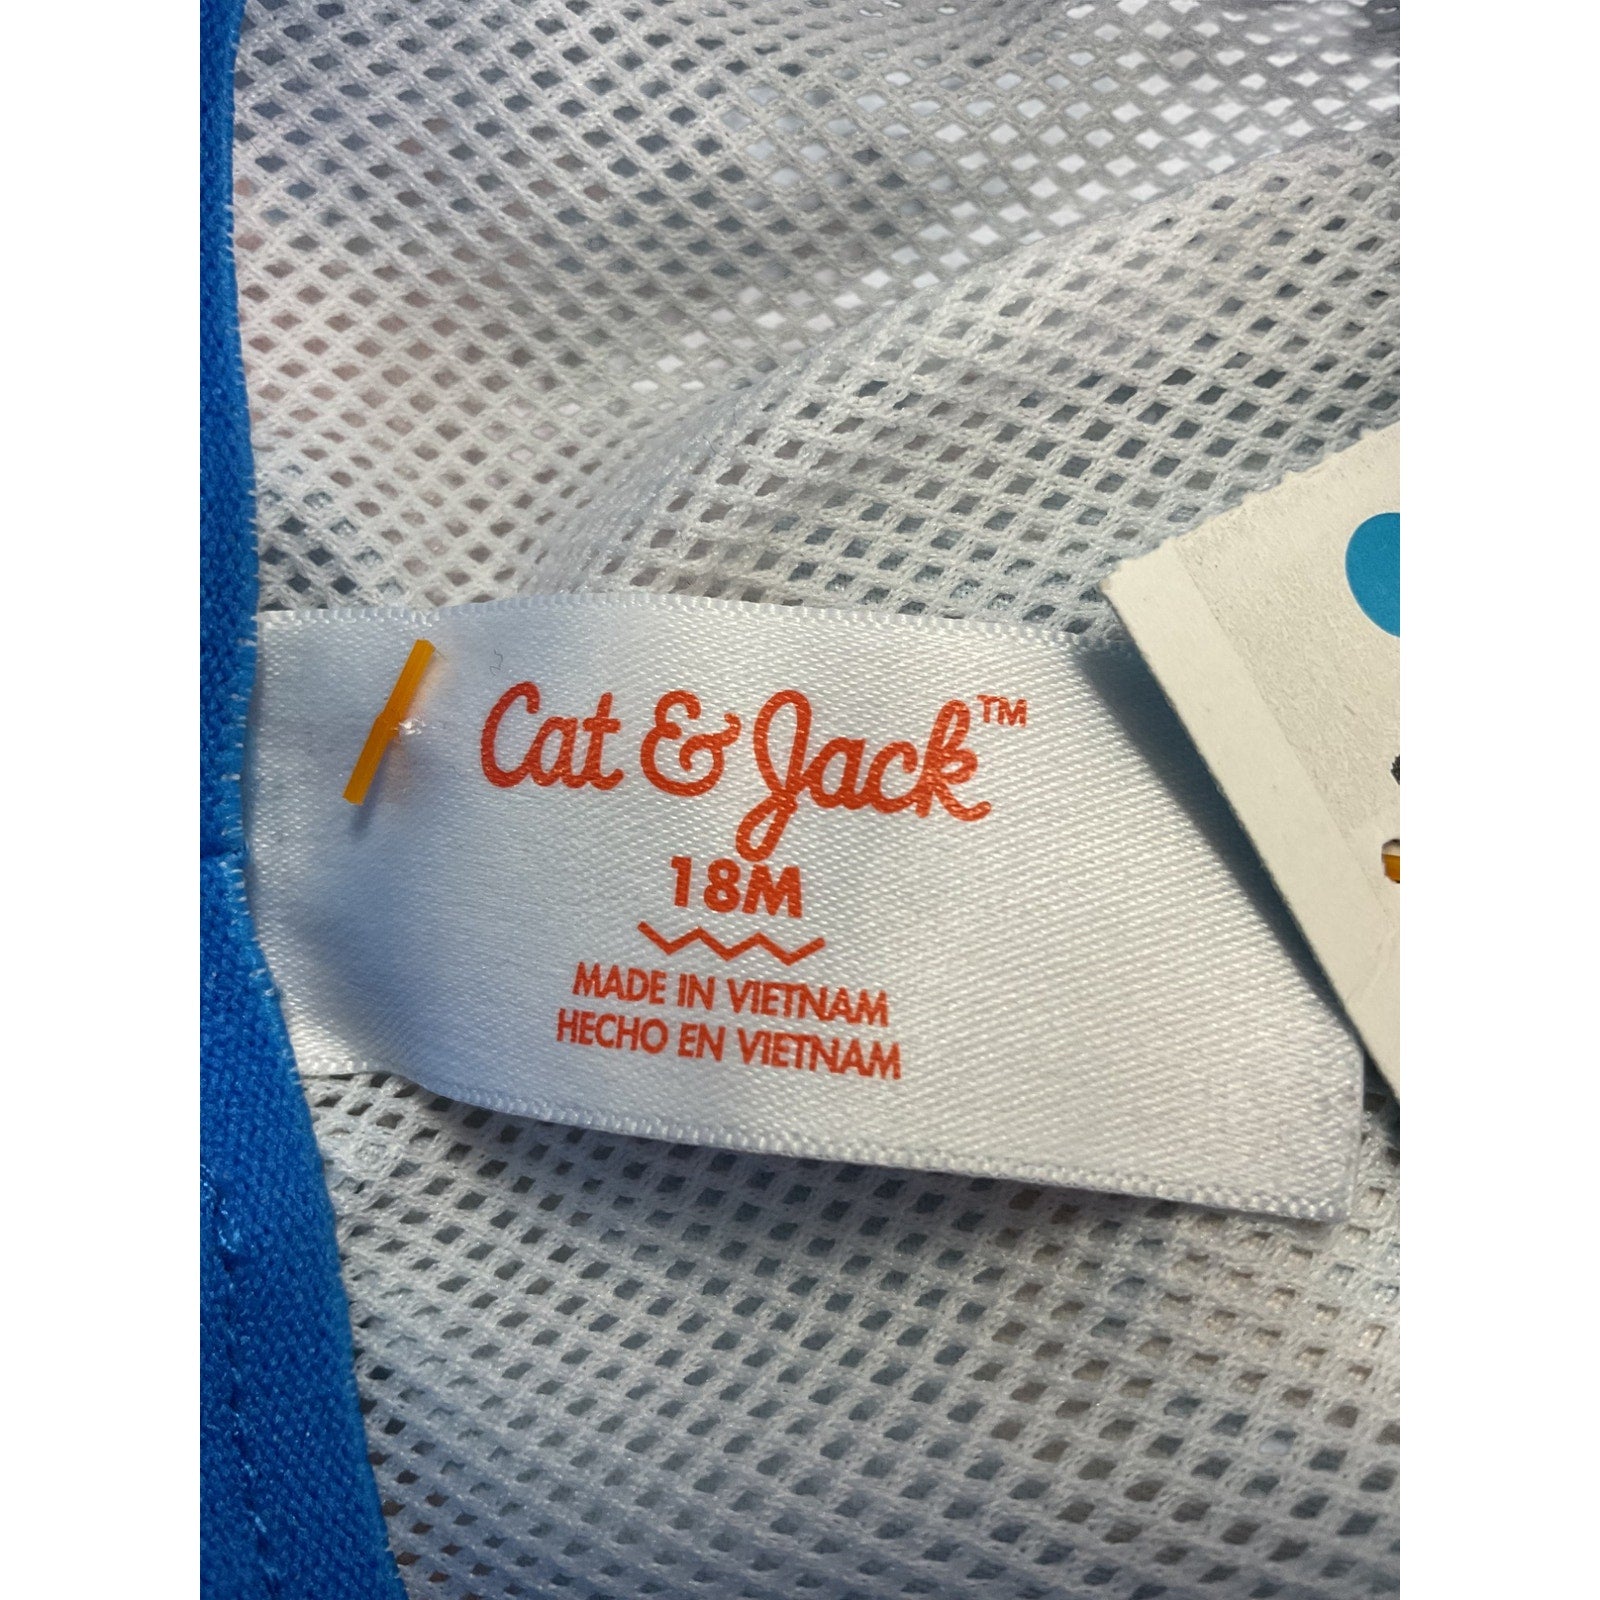 Cat & Jack™
18M
MADE IN VIETNAM
HECHO EN VIETNAM